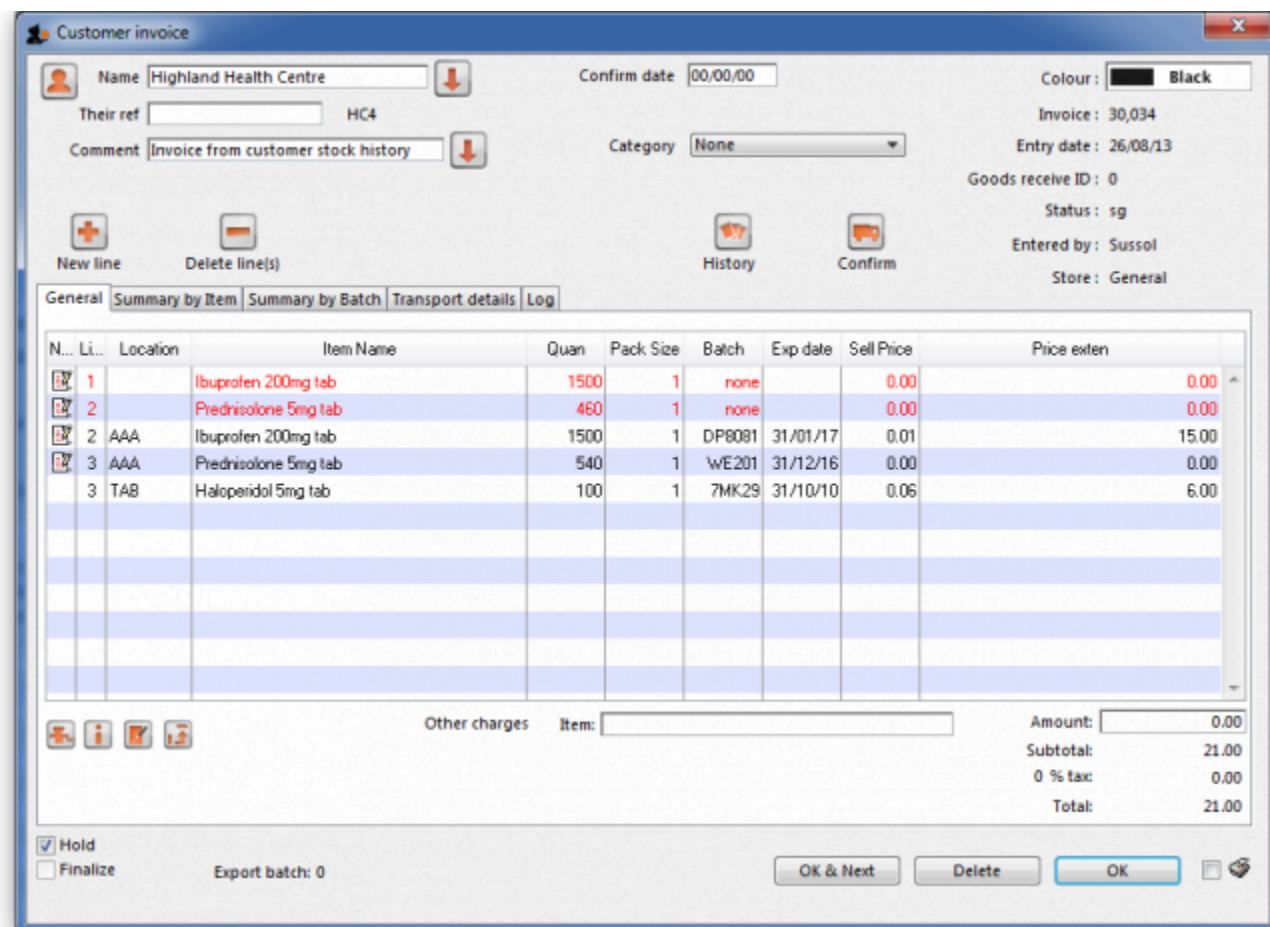 Customer invoice
Name Highland Health Centre Confirm date 00/00/00 Colour : Black
Their ref HC4 Invoice : 30,034
Comment Invoice from customer stock history Category None Entry date : 26/08/13
Goods receive ID : 0
Status : sg
New line Delete line(s) History Confirm Entered by : Sussol
Store : General
General Summary by Item Summary by Batch Transport details Log
N... Li... Location Item Name Quan Pack Size Batch Exp date Sell Price Price exten
1 Ibuprofen 200mg tab 1500 1 none 0.00 0.00
2 Prednisolone 5mg tab 460 1 none 0.00 0.00
2 AAA Ibuprofen 200mg tab 1500 1 DP8081 31/01/17 0.01 15.00
3 AAA Prednisolone 5mg tab 540 1 WE201 31/12/16 0.00 0.00
3 TAB Haloperidol 5mg tab 100 1 7MK29 31/10/10 0.06 6.00
Other charges Item: Amount: 0.00
Subtotal: 21.00
0 % tax: 0.00
Total: 21.00
Hold
Finalize Export batch: 0 OK & Next Delete OK